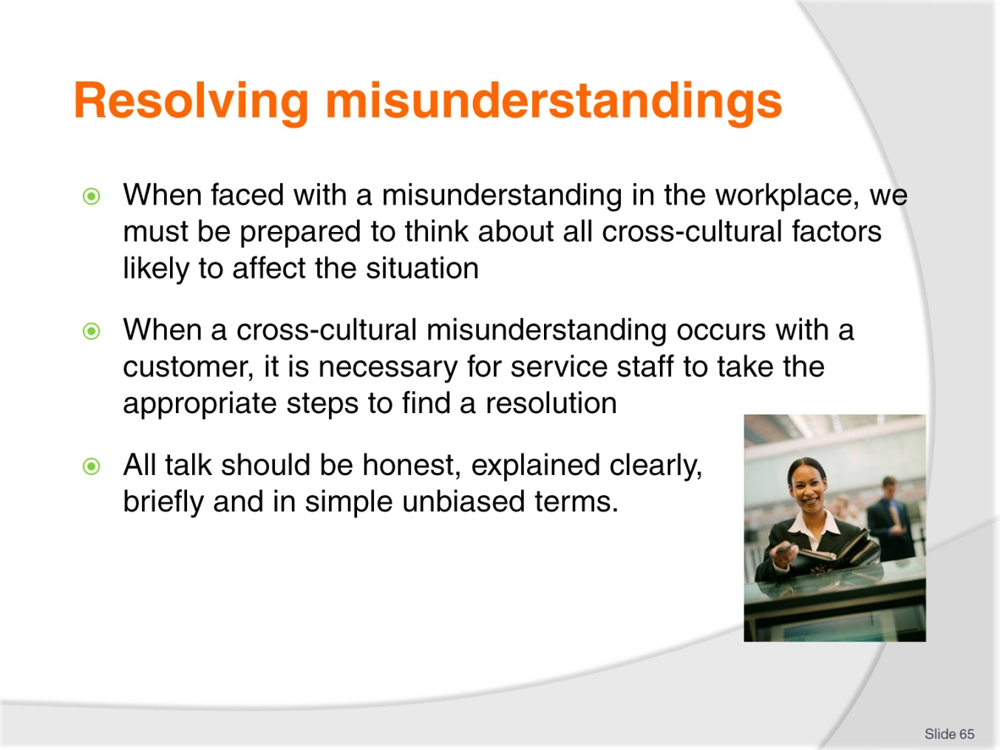 Resolving misunderstandings
When faced with a misunderstanding in the workplace, we
must be prepared to think about all cross-cultural factors
likely to affect the situation
When a cross-cultural misunderstanding occurs with a
customer, it is necessary for service staff to take the
appropriate steps to find a resolution
All talk should be honest, explained clearly,
briefly and in simple unbiased terms.
Slide 65